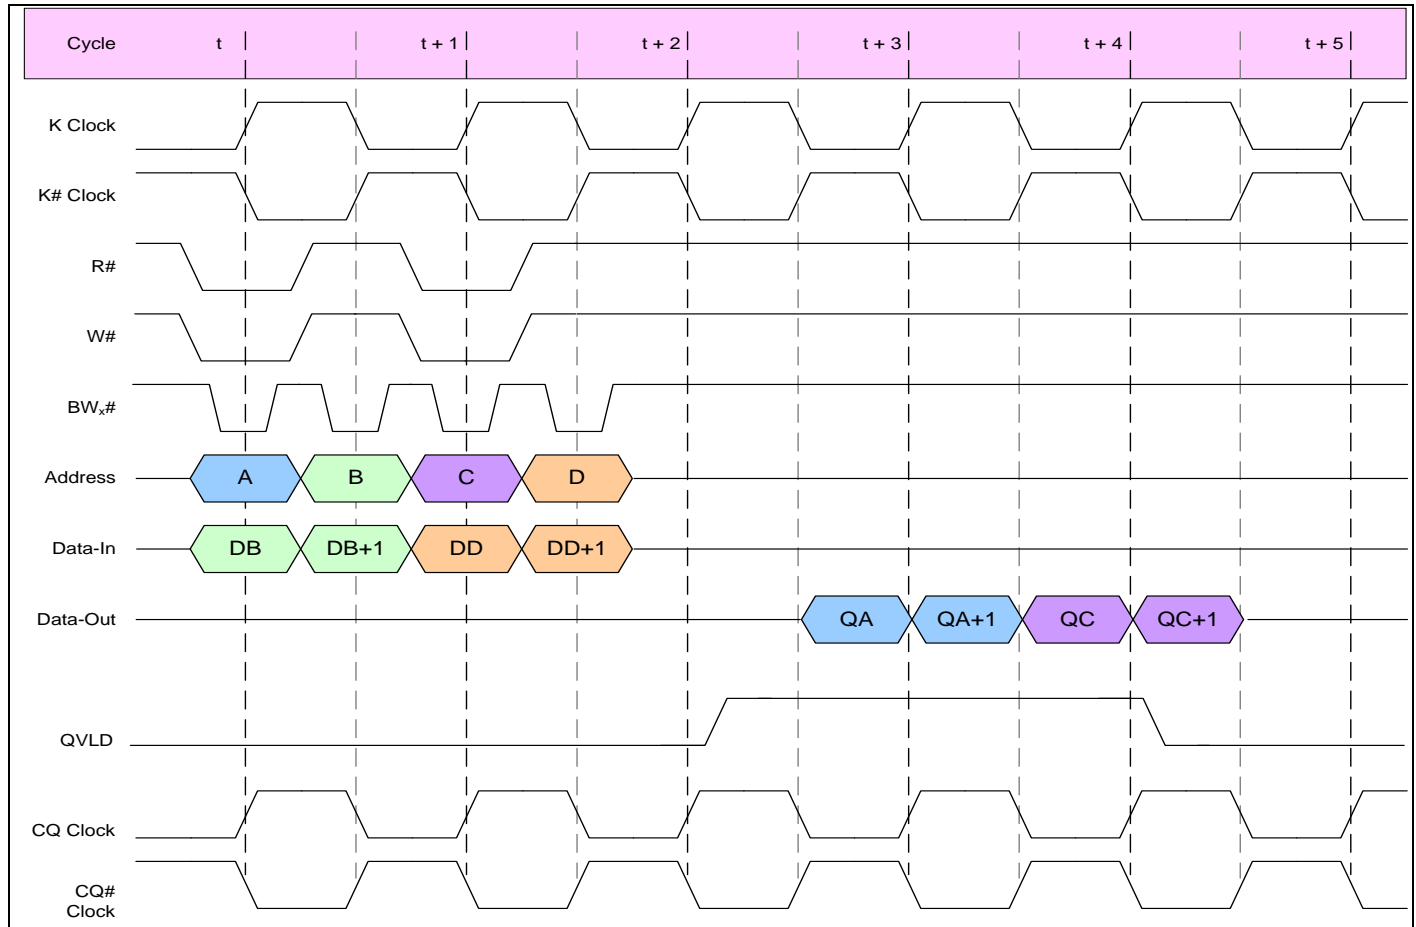 Cycle t t + 1 t + 2 t + 3 t + 4 t + 5
K Clock
K# Clock
R#
W#
BWₓ#
Address A B C D
Data-In DB DB+1 DD DD+1
Data-Out QA QA+1 QC QC+1
QVLD
CQ Clock
CQ#
Clock